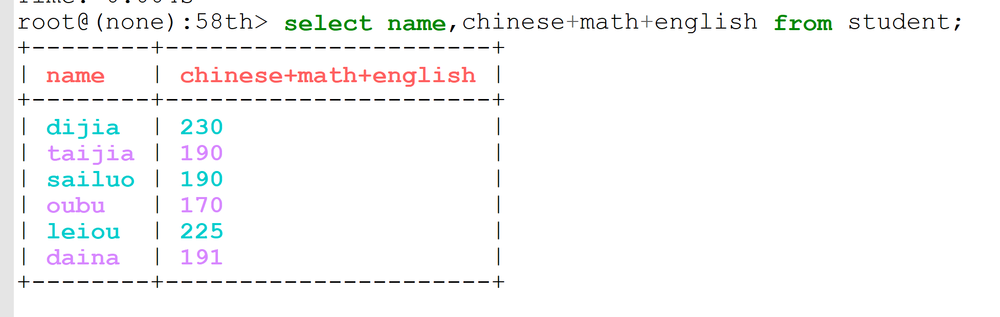 root@(none):58th> select name,chinese+math+english from student;
+--------+----------------------+
| name   | chinese+math+english |
+--------+----------------------+
| dijia  | 230                  |
| taijia | 190                  |
| sailuo | 190                  |
| oubu   | 170                  |
| leiou  | 225                  |
| daina  | 191                  |
+--------+----------------------+